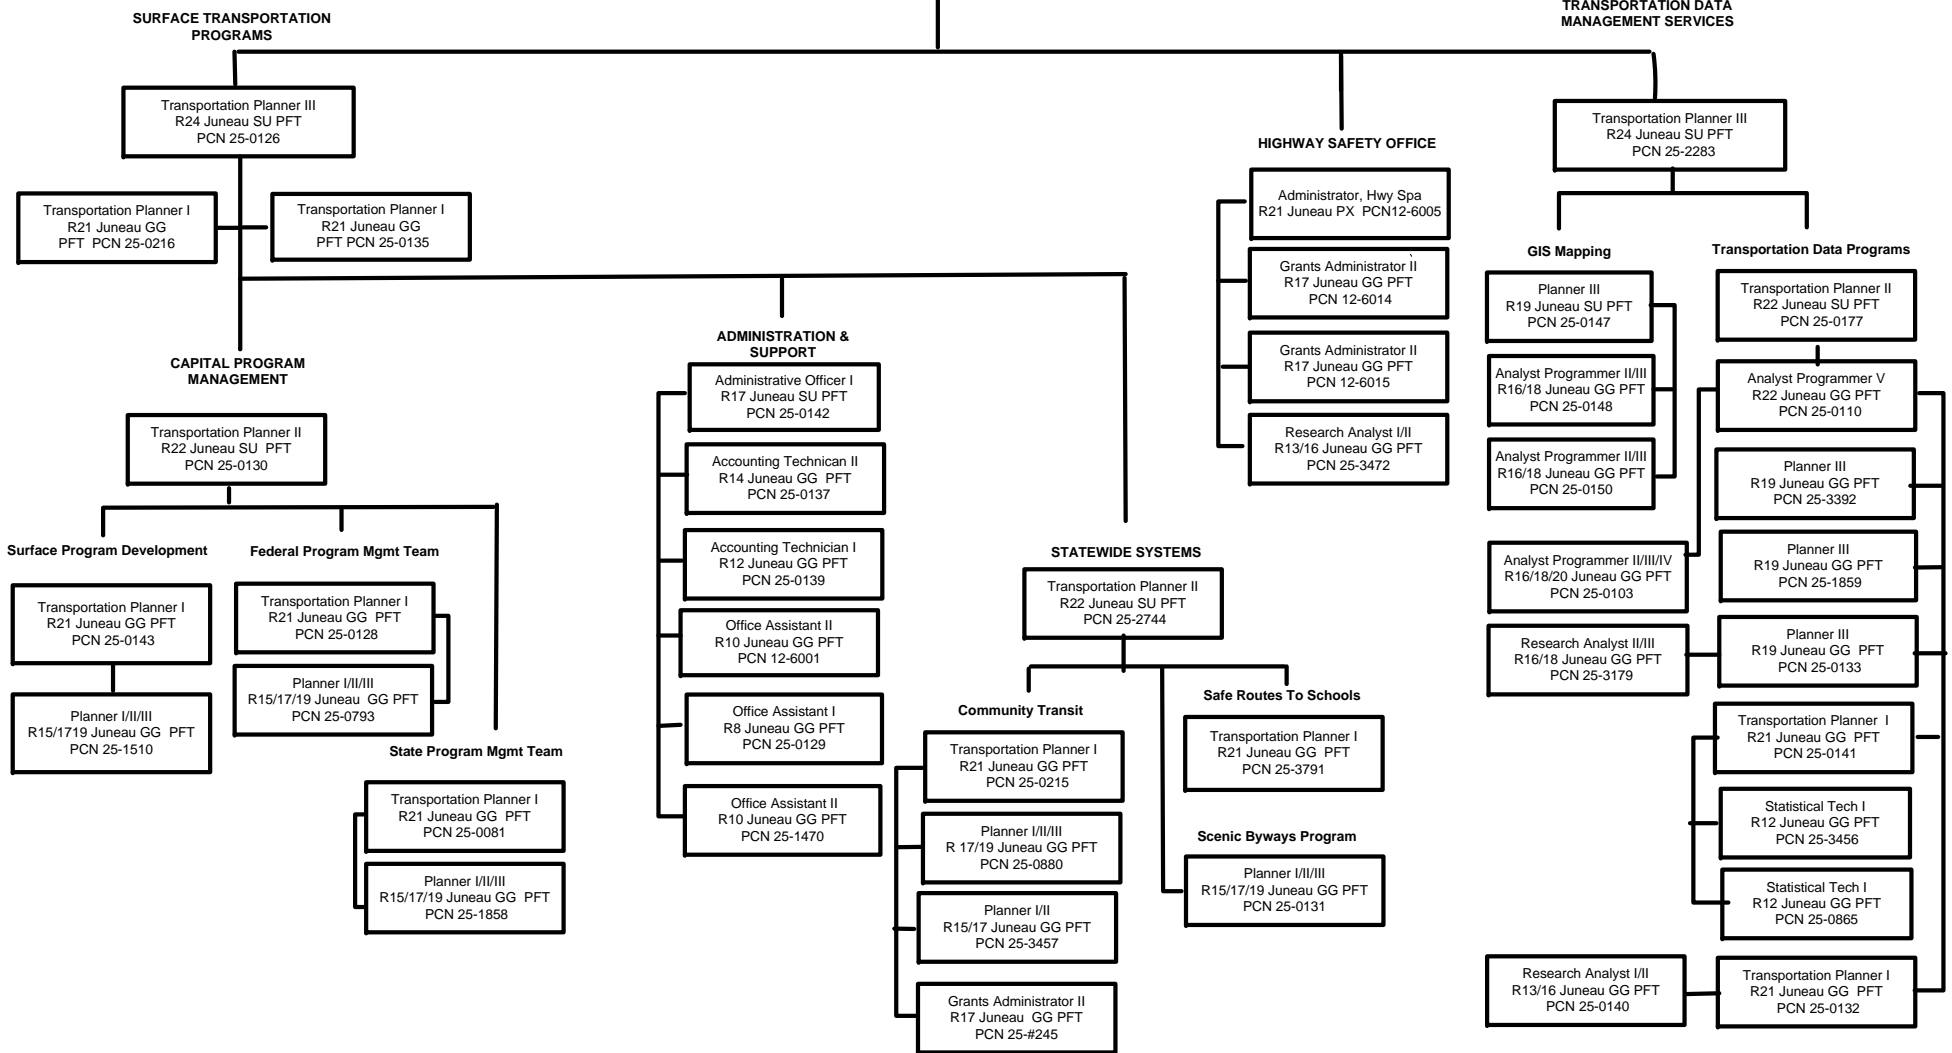 SURFACE TRANSPORTATION
PROGRAMS
Transportation Planner III
R24 Juneau SU PFT
PCN 25-0126
Transportation Planner I
R21 Juneau GG
PFT  PCN 25-0216
Transportation Planner I
R21 Juneau GG
PFT PCN 25-0135
CAPITAL PROGRAM
MANAGEMENT
Transportation Planner II
R22 Juneau SU  PFT
PCN 25-0130
Surface Program Development
Transportation Planner I
R21 Juneau GG PFT
PCN 25-0143
Planner I/II/III
R15/1719 Juneau GG  PFT
PCN 25-1510
Federal Program Mgmt Team
Transportation Planner I
R21 Juneau  GG PFT
PCN 25-0128
Planner I/II/III
R15/17/19 Juneau  GG PFT
PCN 25-0793
State Program Mgmt Team
Transportation Planner I
R21 Juneau GG  PFT
PCN 25-0081
Planner I/II/III
R15/17/19 Juneau GG  PFT
PCN 25-1858
ADMINISTRATION &
SUPPORT
Administrative Officer I
R17 Juneau SU PFT
PCN 25-0142
Accounting Technican II
R14 Juneau GG  PFT
PCN 25-0137
Accounting Technician I
R12 Juneau GG PFT
PCN 25-0139
Office Assistant II
R10 Juneau GG PFT
PCN 12-6001
Office Assistant I
R8 Juneau GG PFT
PCN 25-0129
Office Assistant II
R10 Juneau GG PFT
PCN 25-1470
STATEWIDE SYSTEMS
Transportation Planner II
R22 Juneau SU PFT
PCN 25-2744
Community Transit
Transportation Planner I
R21 Juneau GG PFT
PCN 25-0215
Planner I/II/III
R 17/19 Juneau GG PFT
PCN 25-0880
Planner I/II
R15/17 Juneau GG PFT
PCN 25-3457
Grants Administrator II
R17 Juneau  GG PFT
PCN 25-#245
Safe Routes To Schools
Transportation Planner I
R21 Juneau GG  PFT
PCN 25-3791
Scenic Byways Program
Planner I/II/III
R15/17/19 Juneau GG PFT
PCN 25-0131
HIGHWAY SAFETY OFFICE
Administrator, Hwy Spa
R21 Juneau PX  PCN12-6005
Grants Administrator II
R17 Juneau GG PFT
PCN 12-6014
Grants Administrator II
R17 Juneau GG PFT
PCN 12-6015
Research Analyst I/II
R13/16 Juneau GG PFT
PCN 25-3472
TRANSPORTATION DATA
MANAGEMENT SERVICES
Transportation Planner III
R24 Juneau SU PFT
PCN 25-2283
GIS Mapping
Planner III
R19 Juneau SU PFT
PCN 25-0147
Analyst Programmer II/III
R16/18 Juneau GG PFT
PCN 25-0148
Analyst Programmer II/III
R16/18 Juneau GG PFT
PCN 25-0150
Analyst Programmer II/III/IV
R16/18/20 Juneau GG PFT
PCN 25-0103
Research Analyst II/III
R16/18 Juneau GG PFT
PCN 25-3179
Research Analyst I/II
R13/16 Juneau GG PFT
PCN 25-0140
Transportation Data Programs
Transportation Planner II
R22 Juneau SU PFT
PCN 25-0177
Analyst Programmer V
R22 Juneau GG PFT
PCN 25-0110
Planner III
R19 Juneau GG PFT
PCN 25-3392
Planner III
R19 Juneau GG PFT
PCN 25-1859
Planner III
R19 Juneau GG  PFT
PCN 25-0133
Transportation Planner  I
R21 Juneau GG  PFT
PCN 25-0141
Statistical Tech I
R12 Juneau GG PFT
PCN 25-3456
Statistical Tech I
R12 Juneau GG PFT
PCN 25-0865
Transportation Planner I
R21 Juneau GG  PFT
PCN 25-0132